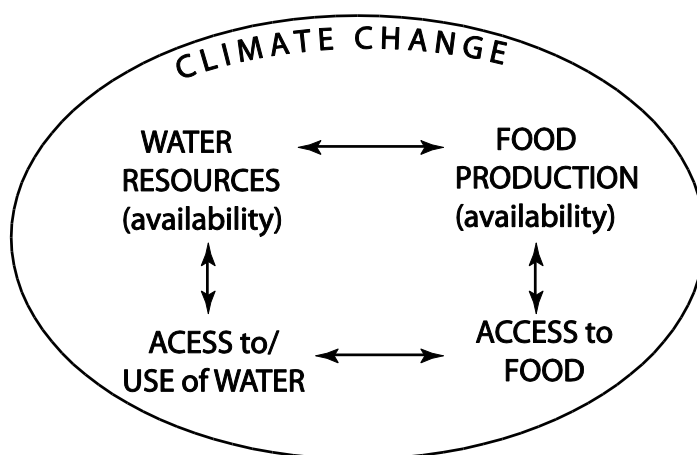 CLIMATE CHANGE
WATER
RESOURCES
(availability)
FOOD
PRODUCTION
(availability)
ACESS to/
USE of WATER
ACCESS to
FOOD